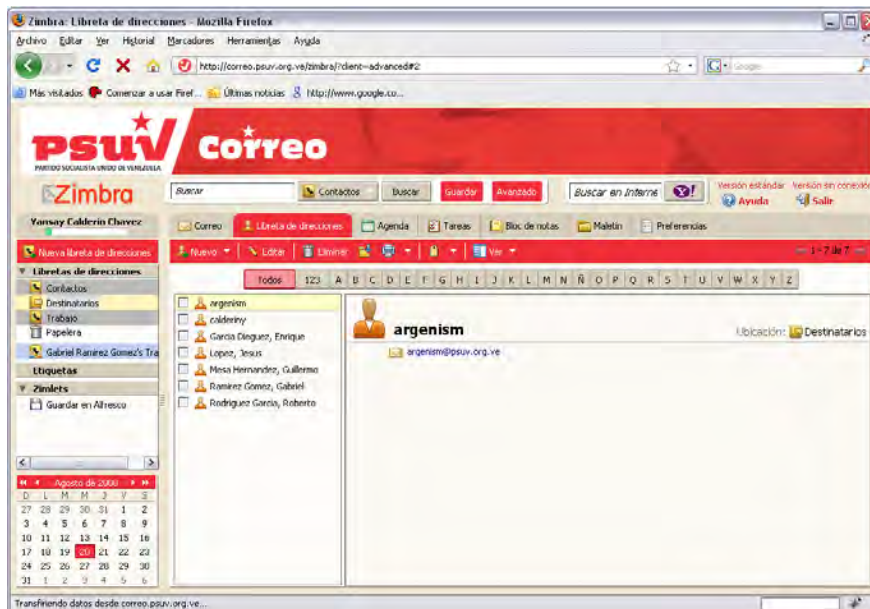 Zimbra: Libreta de direcciones - Mozilla Firefox
Archivo Editar Ver Historial Marcadores Herramientas Ayuda
http://correo.psuv.org.ve/zimbra/?client=advanced#2
Google
Más visitados Comenzar a usar Firef... Últimas noticias http://www.google.co...
PSUV Correo
PARTIDO SOCIALISTA UNIDO DE VENEZUELA
Zimbra
Buscar Contactos Buscar Guardar Avanzado Buscar en Interne Y!
Versión estándar Versión sin conexión
Ayuda Salir
Yansay Calderin Chavez
Correo Libreta de direcciones Agenda Tareas Bloc de notas Maletín Preferencias
Nueva libreta de direcciones
Nuevo Editar Eliminar Ver 1 - 7 de 7
Libretas de direcciones
Contactos
Destinatarios
Trabajo
Papelera
Gabriel Ramirez Gomez's Tra
Etiquetas
Zimlets
Guardar en Alfresco
Todos 123 A B C D E F G H I J K L M N Ñ O P Q R S T U V W X Y Z
argenism
calderiny
Garcia Dieguez, Enrique
Lopez, Jesus
Mesa Hernandez, Guillermo
Ramirez Gomez, Gabriel
Rodriguez Garcia, Roberto
argenism
Ubicación: Destinatarios
argenism@psuv.org.ve
Agosto de 2008
D L M M J V S
27 28 29 30 31 1 2
3 4 5 6 7 8 9
10 11 12 13 14 15 16
17 18 19 20 21 22 23
24 25 26 27 28 29 30
31 1 2 3 4 5 6
Transfiriendo datos desde correo.psuv.org.ve...